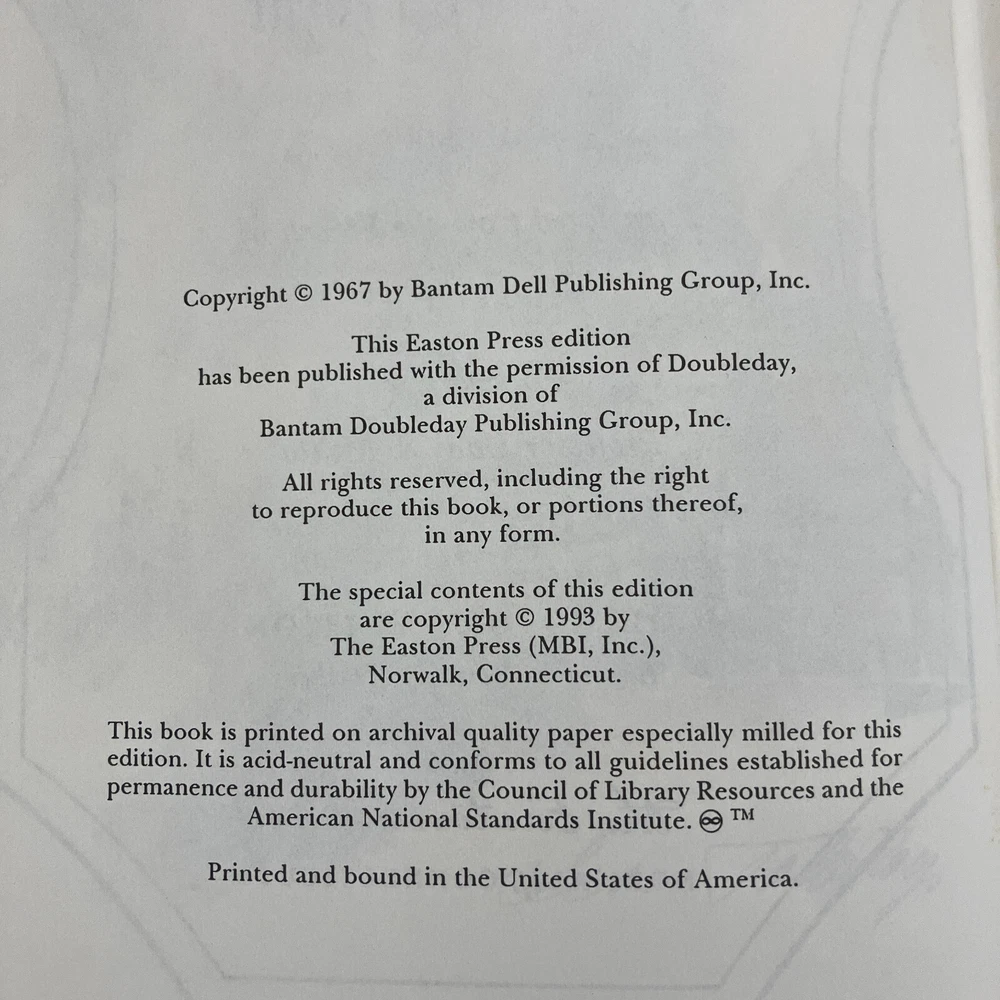 Copyright © 1967 by Bantam Dell Publishing Group, Inc.
This Easton Press edition
has been published with the permission of Doubleday,
a division of
Bantam Doubleday Publishing Group, Inc.
All rights reserved, including the right
to reproduce this book, or portions thereof,
in any form.
The special contents of this edition
are copyright © 1993 by
The Easton Press (MBI, Inc.),
Norwalk, Connecticut.
This book is printed on archival quality paper especially milled for this
edition. It is acid-neutral and conforms to all guidelines established for
permanence and durability by the Council of Library Resources and the
American National Standards Institute. ♾ ™
Printed and bound in the United States of America.